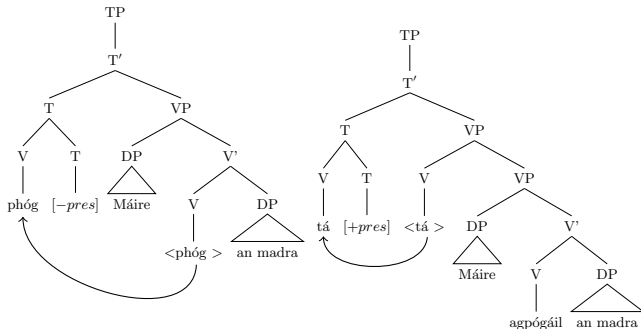 TP
T′
T VP
V T DP V'
phóg [−pres] Máire V DP
<phóg > an madra
TP
T′
T VP
V T V VP
tá [+pres] <tá > DP V'
Máire V DP
agpógáil an madra